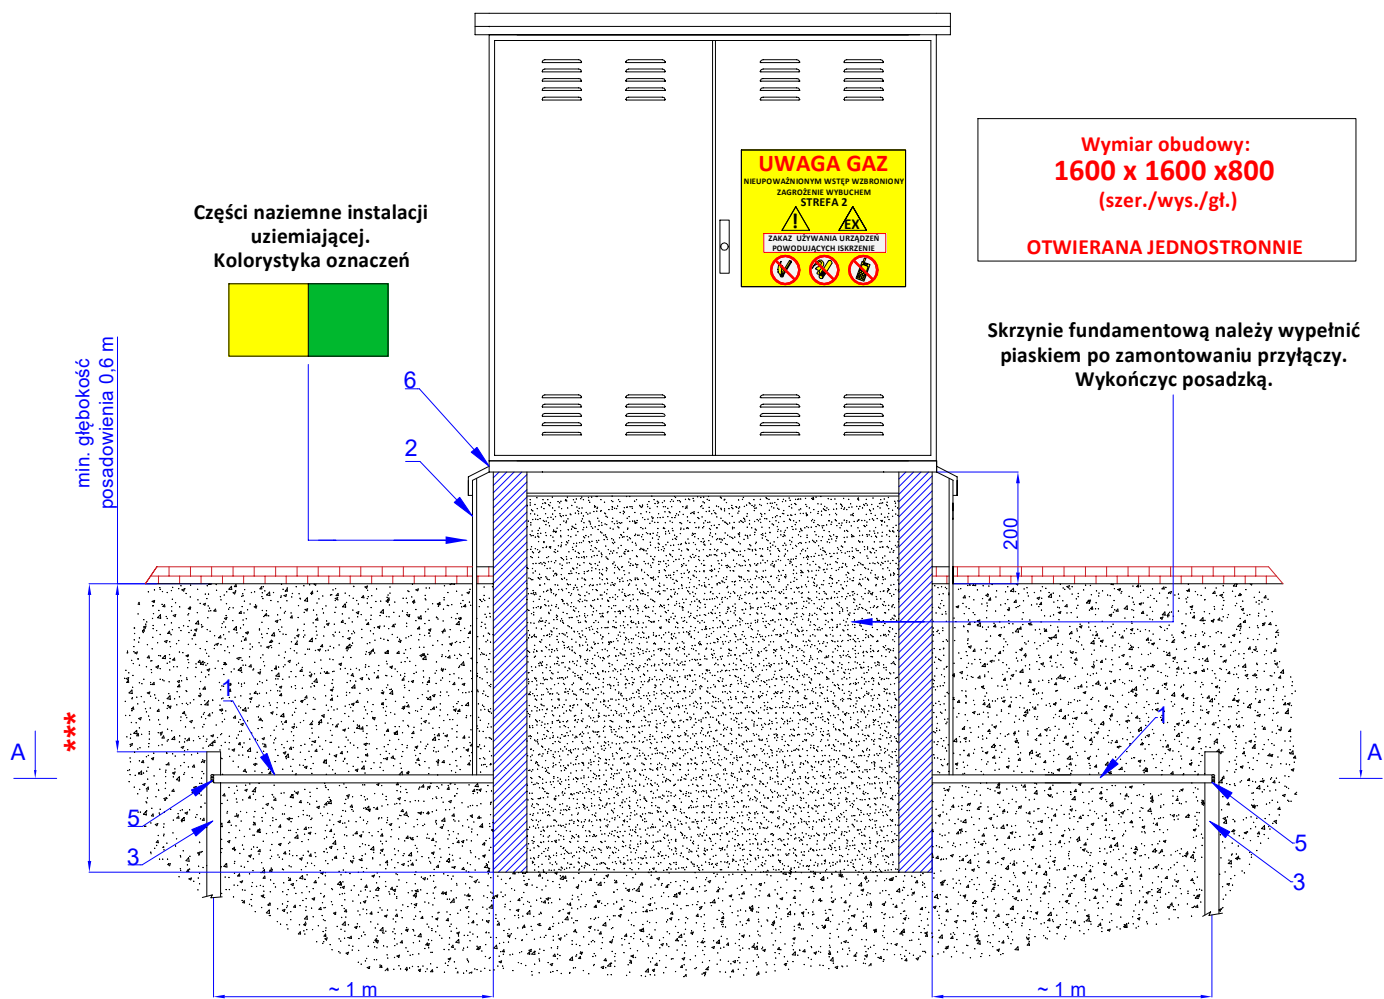 UWAGA GAZ
NIEUPOWAŻNIONYM WSTĘP WZBRONIONY
ZAGROŻENIE WYBUCHEM
STREFA 2
!
EX
ZAKAZ UŻYWANIA URZĄDZEŃ
POWODUJĄCYCH ISKRZENIE
Wymiar obudowy:
1600 x 1600 x800
(szer./wys./gł.)
OTWIERANA JEDNOSTRONNIE
Części naziemne instalacji
uziemiającej.
Kolorystyka oznaczeń
Skrzynie fundamentową należy wypełnić
piaskiem po zamontowaniu przyłączy.
Wykończyc posadzką.
min. głębokość
posadowienia 0,6 m
6
2
200
1
1
***
A
A
5
3
5
3
~ 1 m
~ 1 m